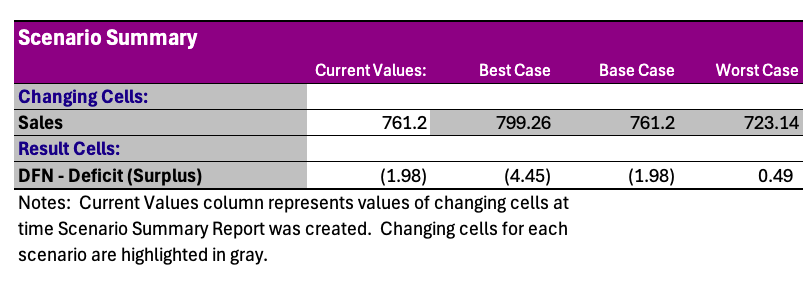 Scenario Summary
Current Values: Best Case Base Case Worst Case
Changing Cells:
Sales 761.2 799.26 761.2 723.14
Result Cells:
DFN - Deficit (Surplus) (1.98) (4.45) (1.98) 0.49
Notes: Current Values column represents values of changing cells at
time Scenario Summary Report was created. Changing cells for each
scenario are highlighted in gray.